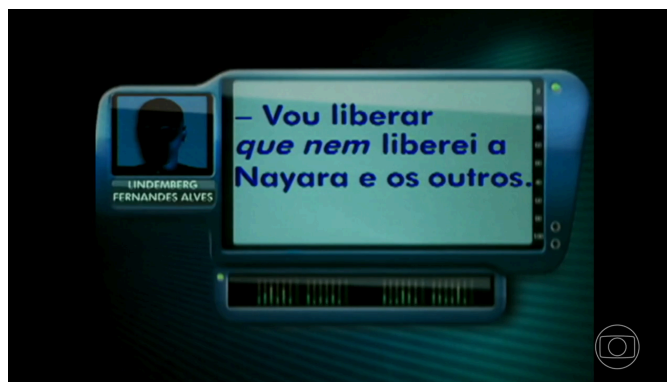 LINDEMBERG
FERNANDES ALVES
– Vou liberar
que nem liberei a
Nayara e os outros.